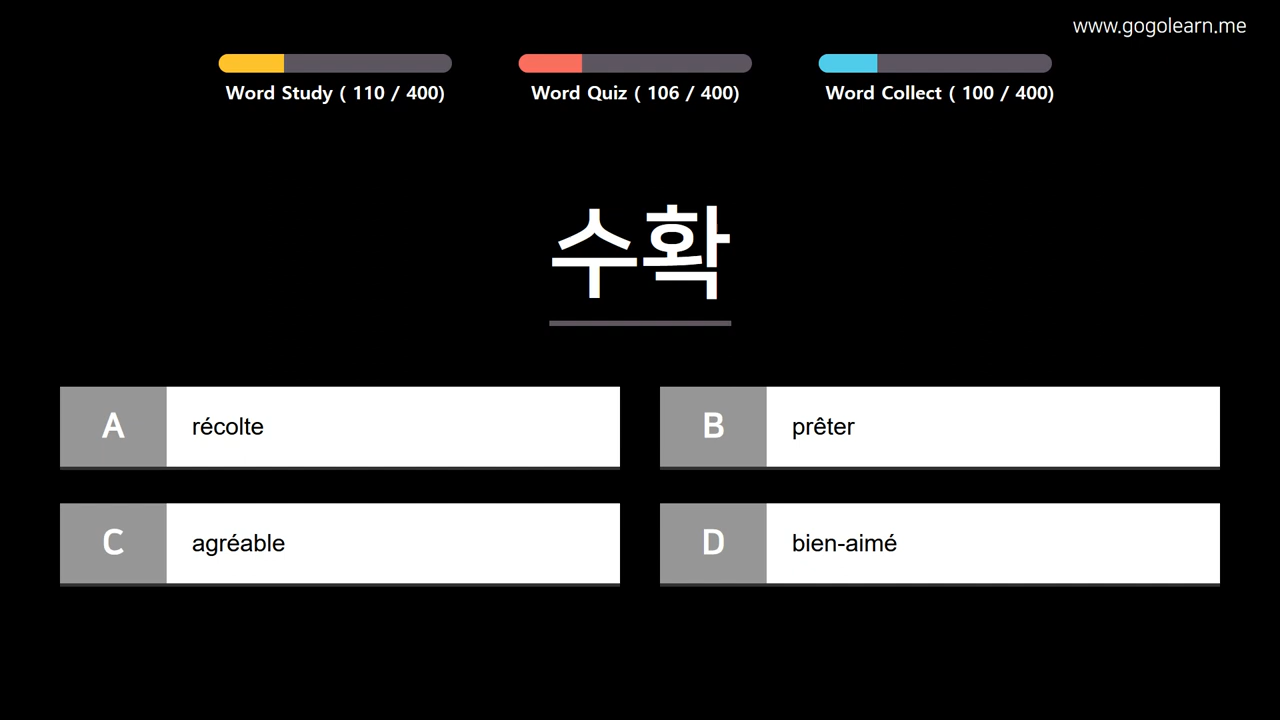 www.gogolearn.me
Word Study ( 110 / 400)
Word Quiz ( 106 / 400)
Word Collect ( 100 / 400)
수확
A récolte
B prêter
C agréable
D bien-aimé